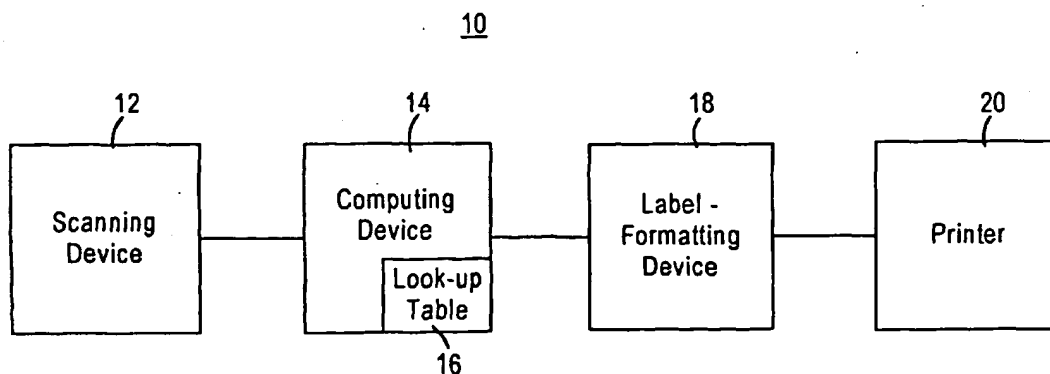 10
12
14
18
20
Scanning
Device
Computing
Device
Look-up
Table
16
Label -
Formatting
Device
Printer